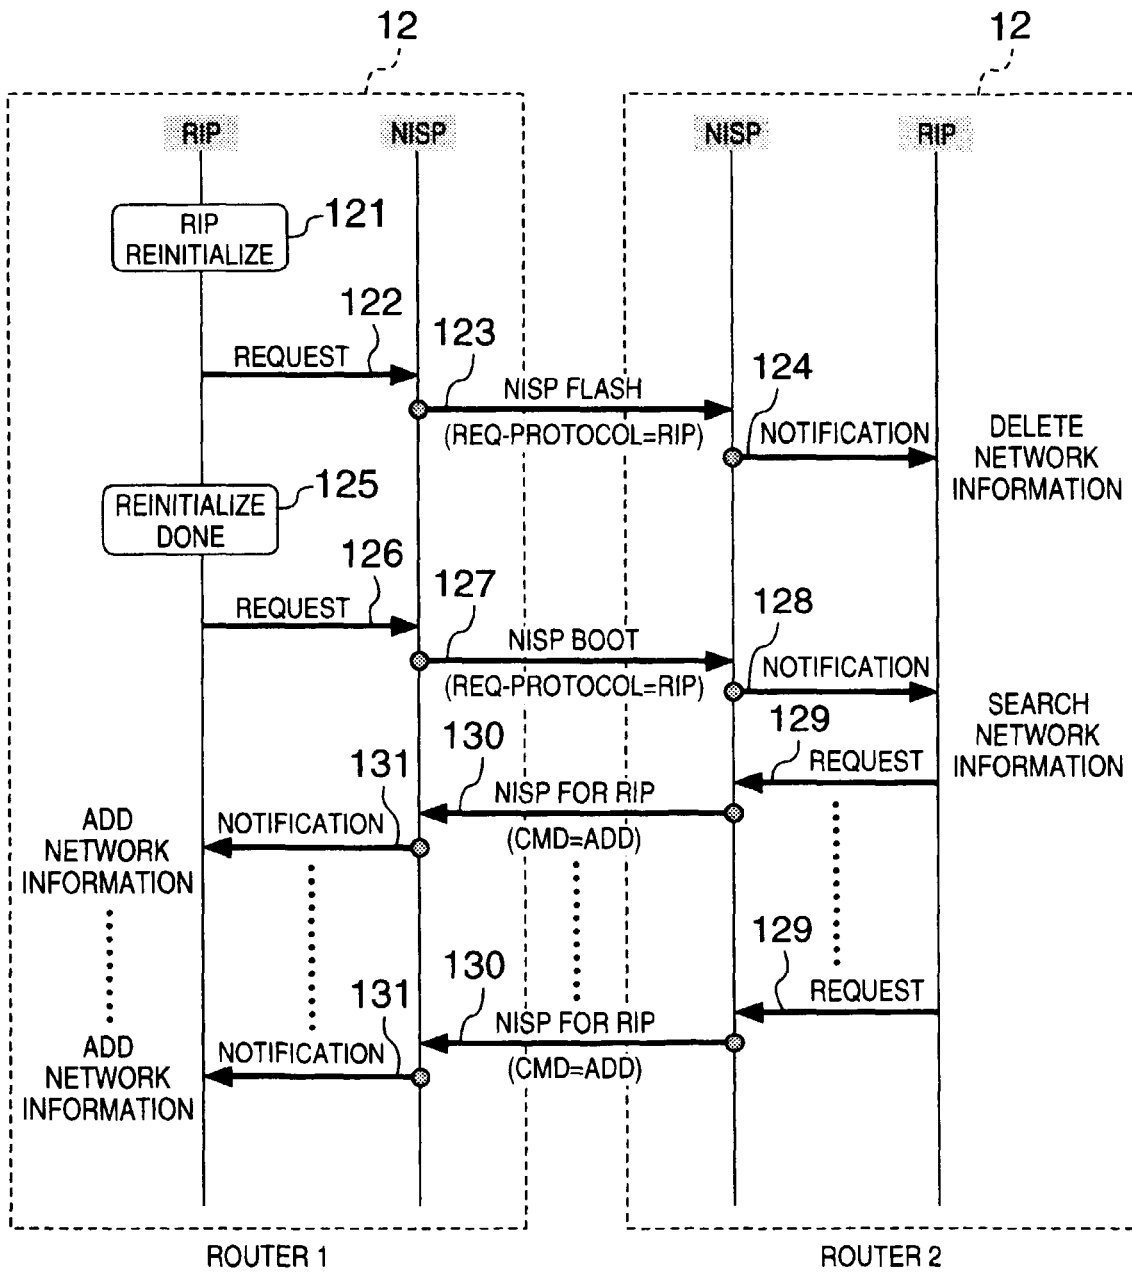 12
12
RIP
NISP
NISP
RIP
RIP
REINITIALIZE
121
122
REQUEST
123
NISP FLASH
(REQ-PROTOCOL=RIP)
124
NOTIFICATION
DELETE
NETWORK
INFORMATION
REINITIALIZE
DONE
125
126
REQUEST
127
NISP BOOT
(REQ-PROTOCOL=RIP)
128
NOTIFICATION
SEARCH
NETWORK
INFORMATION
129
REQUEST
130
NISP FOR RIP
(CMD=ADD)
131
NOTIFICATION
ADD
NETWORK
INFORMATION
129
REQUEST
130
NISP FOR RIP
(CMD=ADD)
131
NOTIFICATION
ADD
NETWORK
INFORMATION
ROUTER 1
ROUTER 2